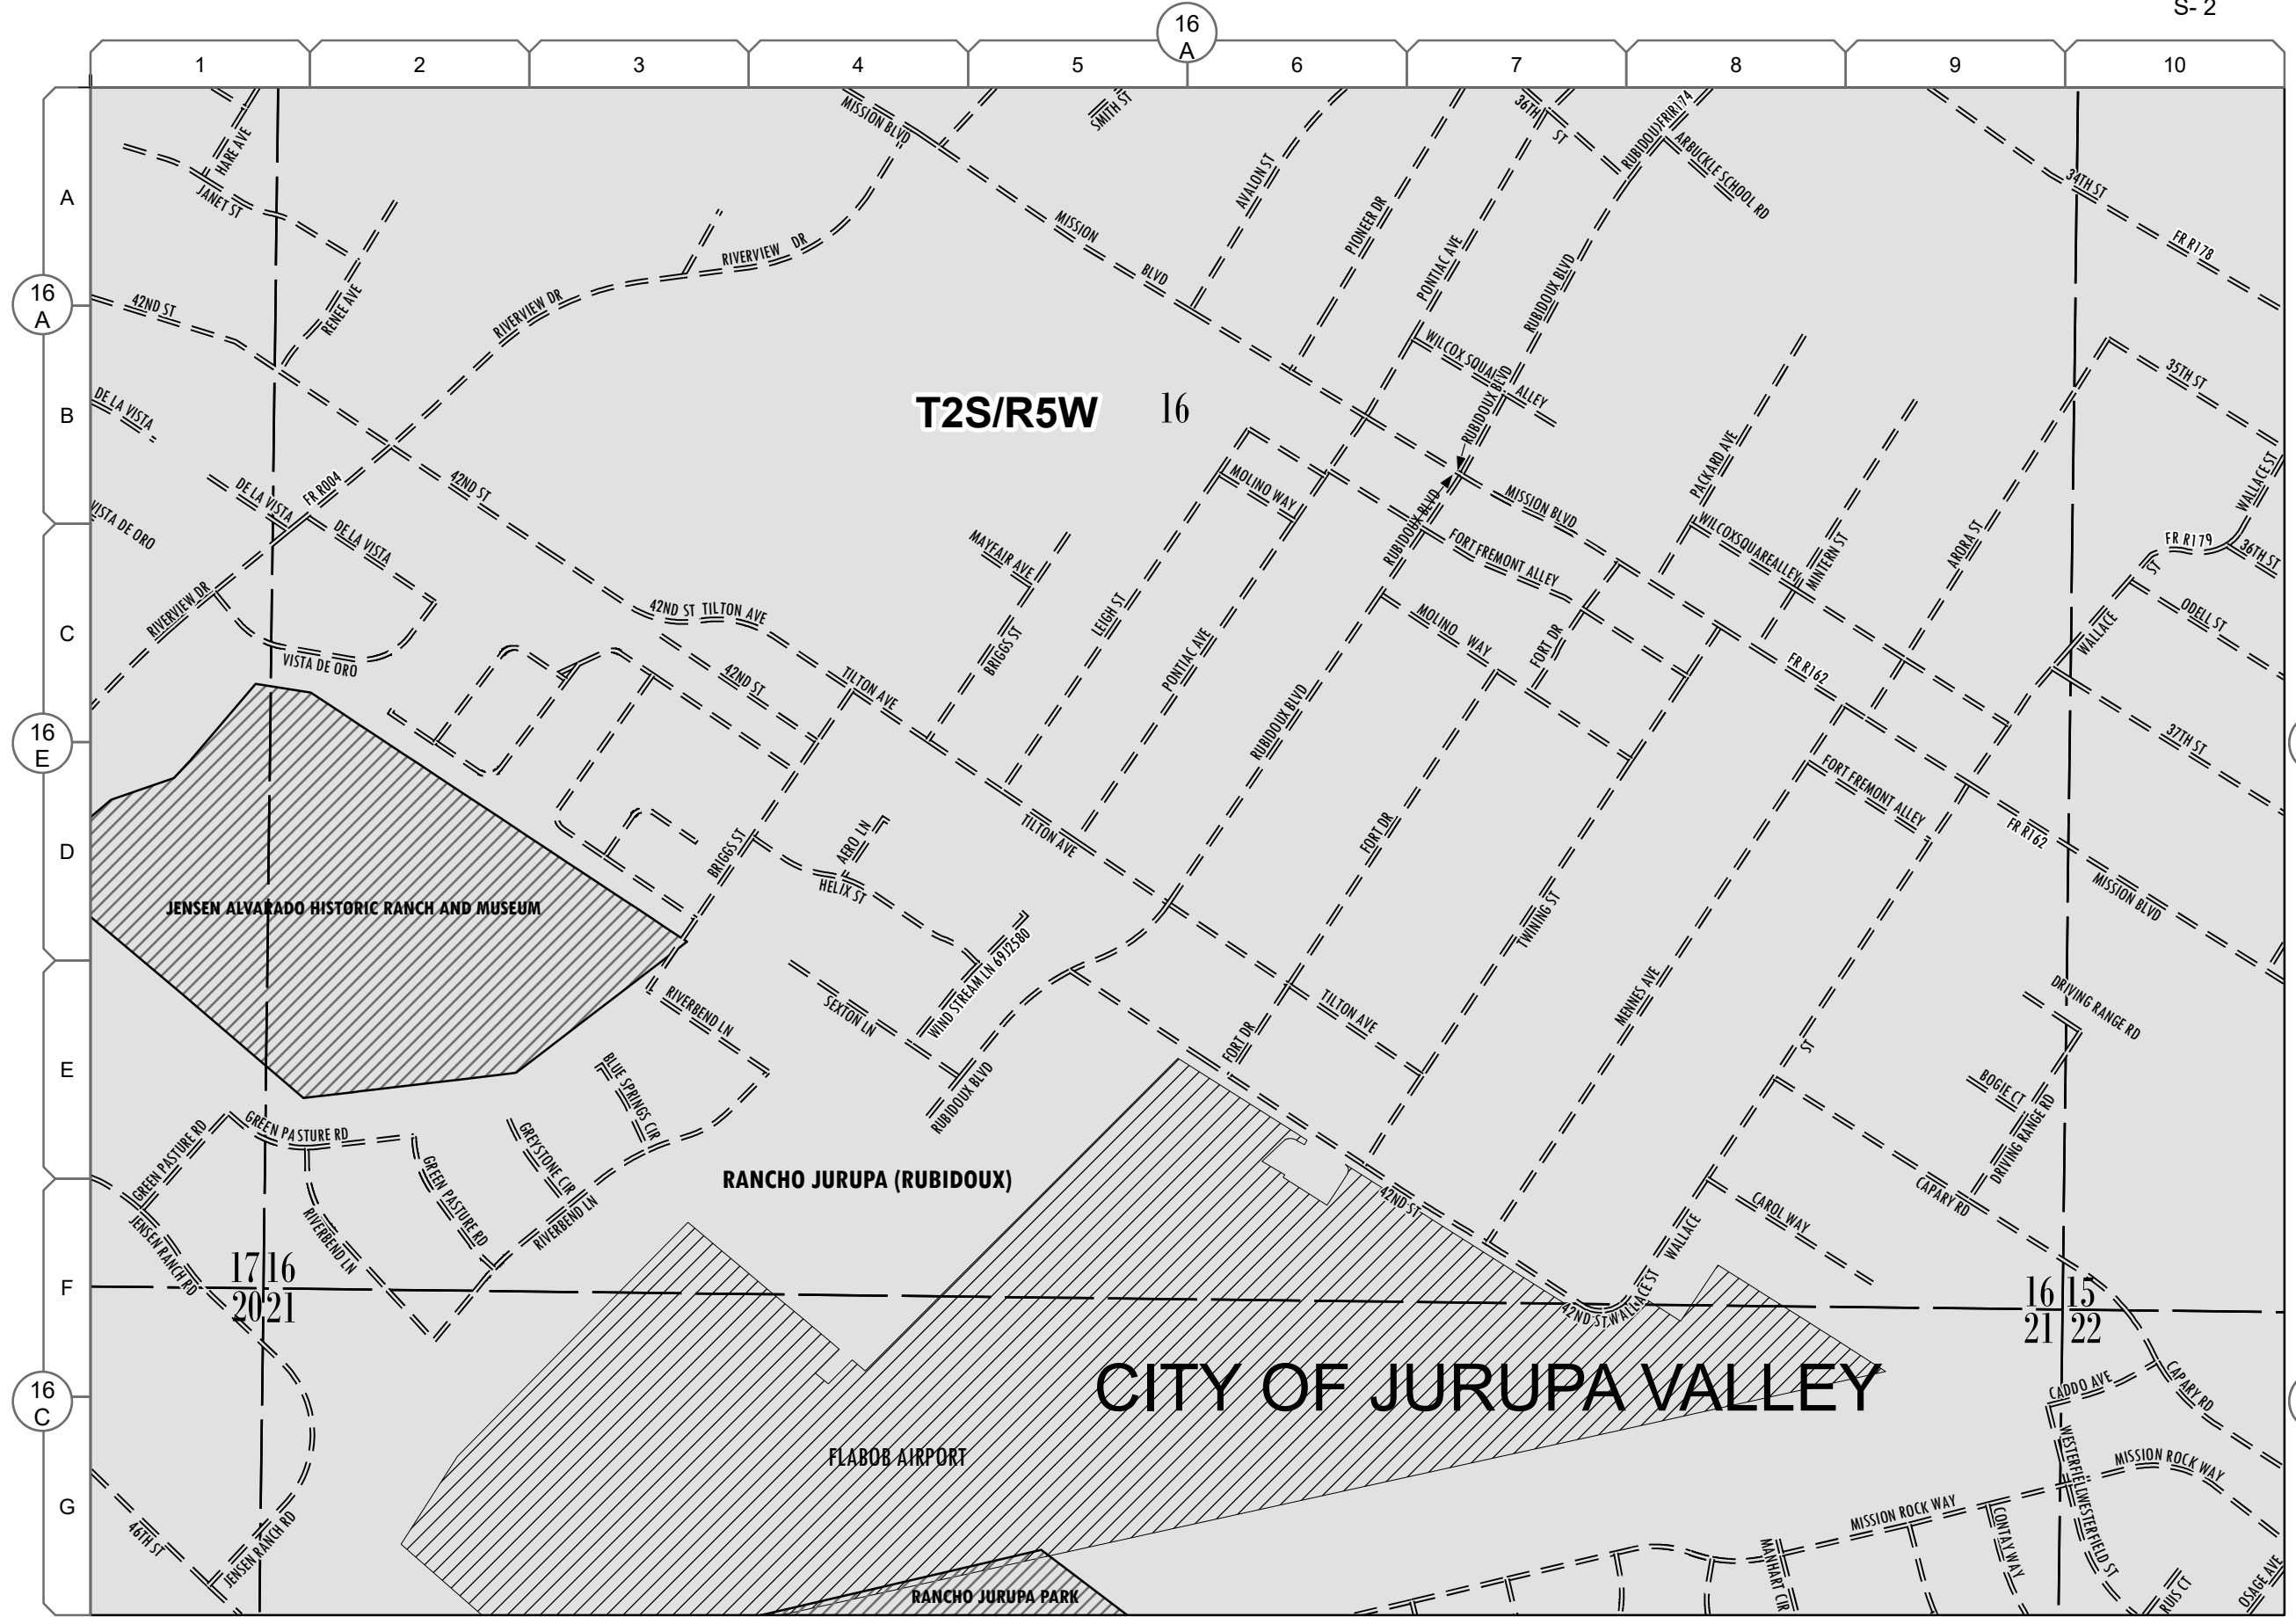 S- 2
16
A
1
2
3
4
5
6
7
8
9
10
A
B
C
D
E
F
G
16
A
16
E
16
C
HARE AVE
JANET ST
MISSION BLVD
SMITH ST
36TH ST
FR R174
ARBUCKLE SCHOOL RD
34TH ST
FR R178
RIVERVIEW DR
MISSION BLVD
AVALON ST
PIONEER DR
PONTIAC AVE
RUBIDOUX BLVD
42ND ST
RENEE AVE
RIVERVIEW DR
DE LA VISTA
T2S/R5W
16
WILCOX SQUARE ALLEY
RUBIDOUX BLVD
35TH ST
WALLACE ST
DE LA VISTA
FR R004
42ND ST
MOLINO WAY
RUBIDOUX BLVD
MISSION BLVD
PACKARD AVE
VISTA DE ORO
DE LA VISTA
MAYFAIR AVE
FORT FREMONT ALLEY
WILCOXSQUAREALLEY
MINTERN ST
ARORA ST
FR R179
36TH ST
RIVERVIEW DR
VISTA DE ORO
42ND ST
TILTON AVE
BRIGGS ST
LEIGH ST
PONTIAC AVE
MOLINO WAY
FORT DR
WALLACE ST
ODELL ST
42ND ST
TILTON AVE
RUBIDOUX BLVD
FR R162
37TH ST
FORT FREMONT ALLEY
BRIGGS ST
AERO LN
HELIX ST
TILTON AVE
FORT DR
TWINING ST
FR R162
MISSION BLVD
JENSEN ALVARADO HISTORIC RANCH AND MUSEUM
WIND STREAM LN 69J2580
SEXTON LN
RIVERBEND LN
TILTON AVE
MENNES AVE
DRIVING RANGE RD
FORT DR
ST
BOGIE CT
BLUE SPRINGS CIR
RUBIDOUX BLVD
GREEN PASTURE RD
GREEN PASTURE RD
GREYSTONE CIR
DRIVING RANGE RD
RANCHO JURUPA (RUBIDOUX)
GREEN PASTURE RD
42ND ST
CAPARY RD
CAROL WAY
JENSEN RANCH RD
RIVERBEND LN
RIVERBEND LN
WALLACE
17 16
20 21
42ND ST
WALLACE ST
16 15
21 22
CITY OF JURUPA VALLEY
CADDO AVE
CAPARY RD
FLABOB AIRPORT
WESTERFIELD
MISSION ROCK WAY
46TH ST
JENSEN RANCH RD
MISSION ROCK WAY
CONTAY WAY
WESTERFIELD ST
MANHART CIR
RUIS CT
OSAGE AVE
RANCHO JURUPA PARK